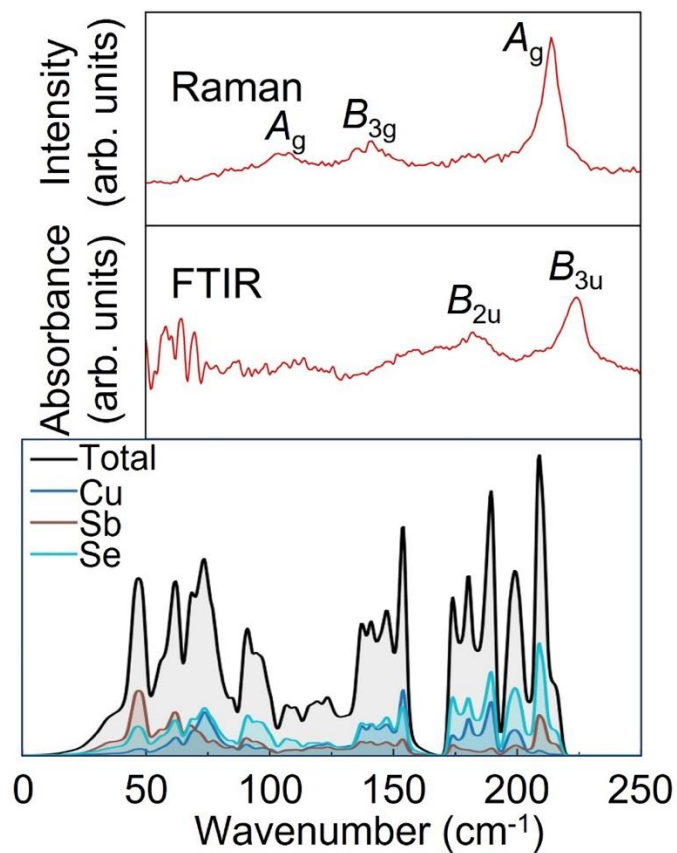 Intensity
(arb. units)
Raman
Ag
B3g
Ag
Absorbance
(arb. units)
FTIR
B2u
B3u
Total
Cu
Sb
Se
0 50 100 150 200 250
Wavenumber (cm-1)